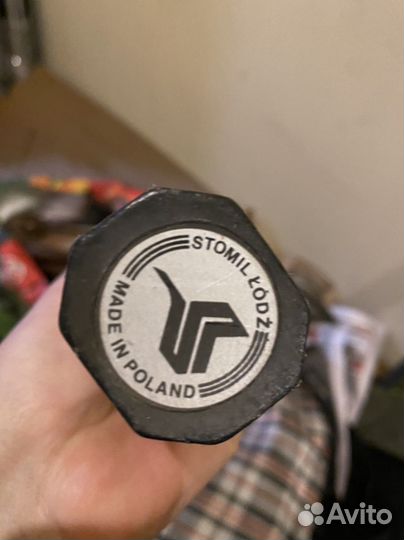 STOMIL ŁÓDŹ
MADE IN POLAND
Avito